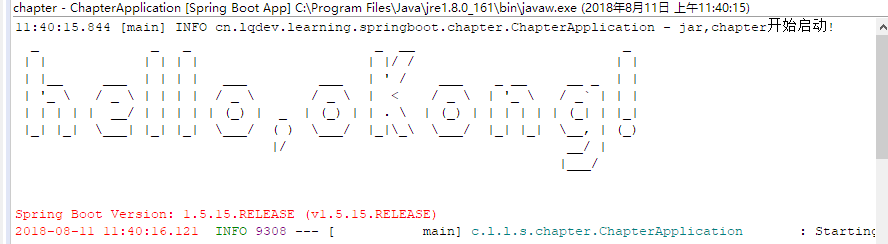 chapter - ChapterApplication [Spring Boot App] C:\Program Files\Java\jre1.8.0_161\bin\javaw.exe (2018年8月11日 上午11:40:15)
11:40:15.844 [main] INFO cn.lqdev.learning.springboot.chapter.ChapterApplication - jar,chapter开始启动!
hello,oKong!
Spring Boot Version: 1.5.15.RELEASE (v1.5.15.RELEASE)
2018-08-11 11:40:16.121 INFO 9308 --- [ main] c.l.l.s.chapter.ChapterApplication : Starting